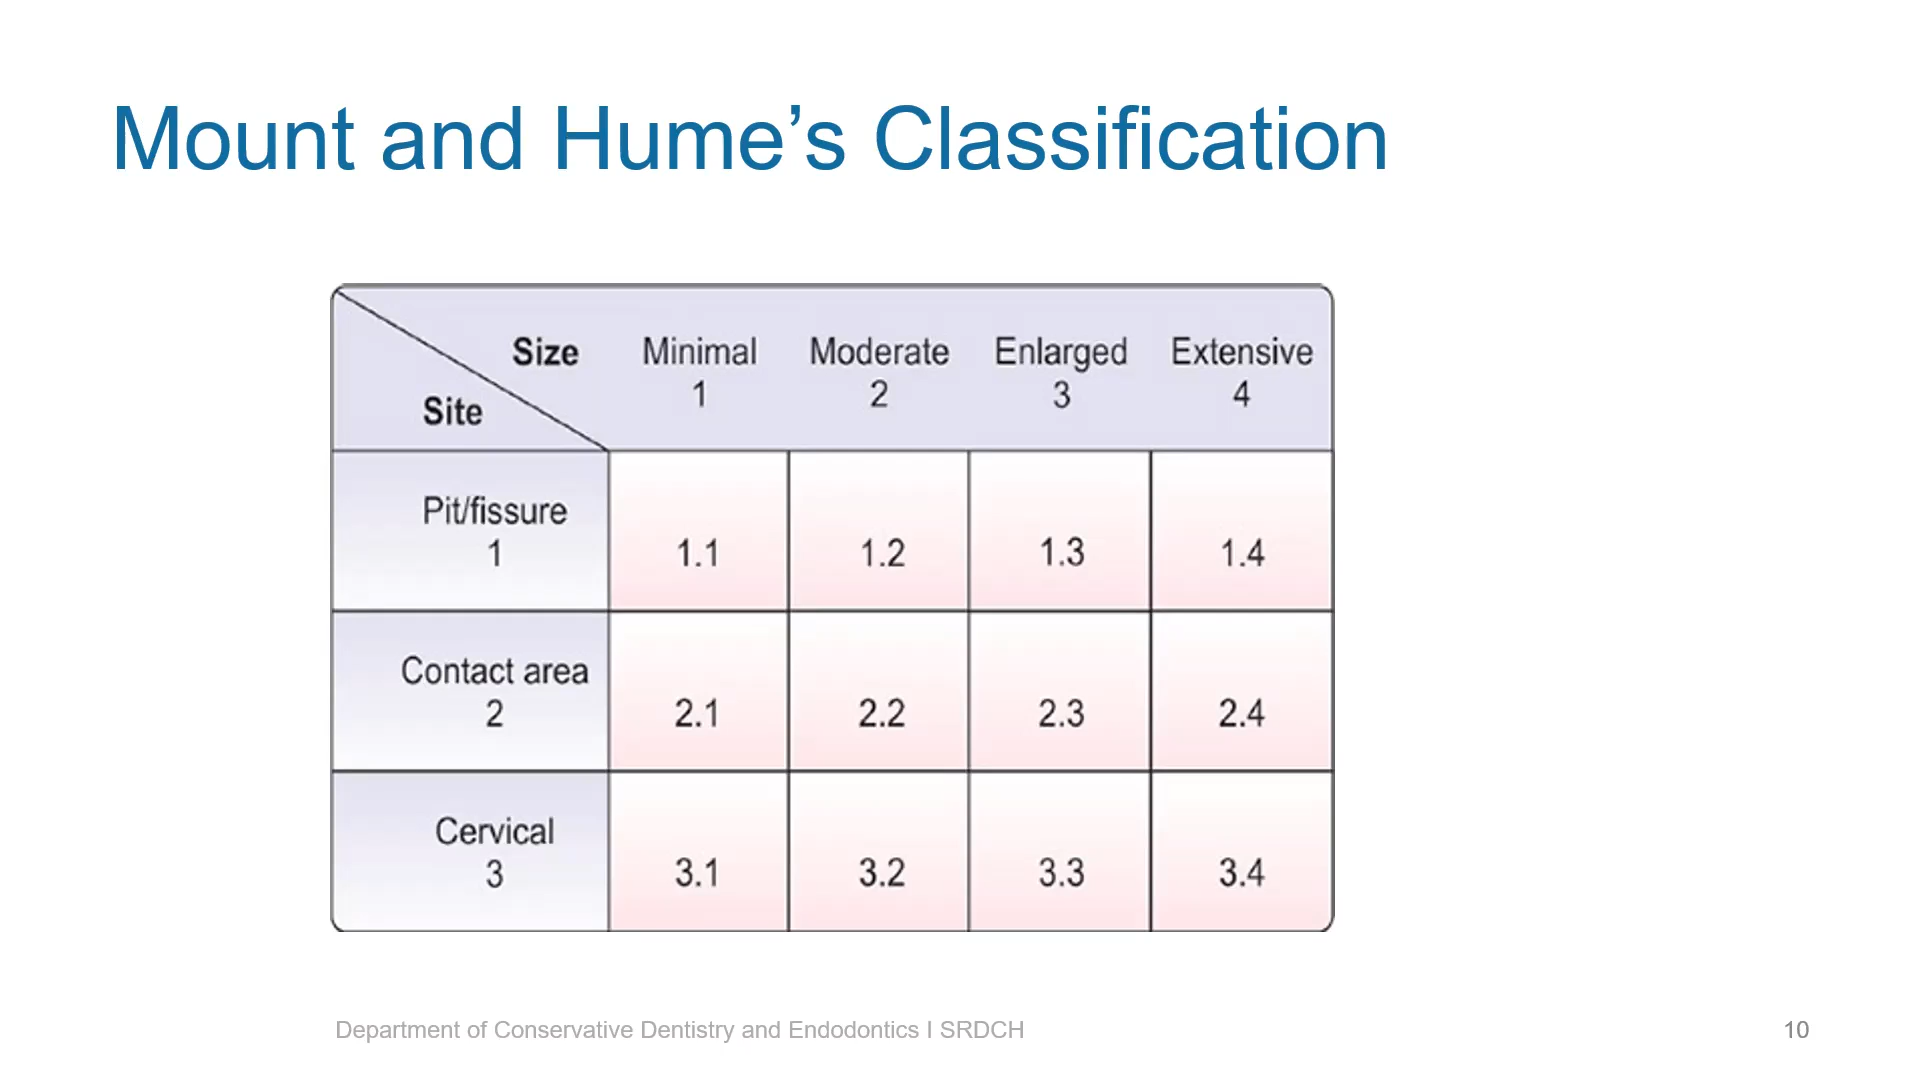 Mount and Hume’s Classification
Size Minimal Moderate Enlarged Extensive
1 2 3 4
Site
Pit/fissure
1 1.1 1.2 1.3 1.4
Contact area
2 2.1 2.2 2.3 2.4
Cervical
3 3.1 3.2 3.3 3.4
Department of Conservative Dentistry and Endodontics I SRDCH 10